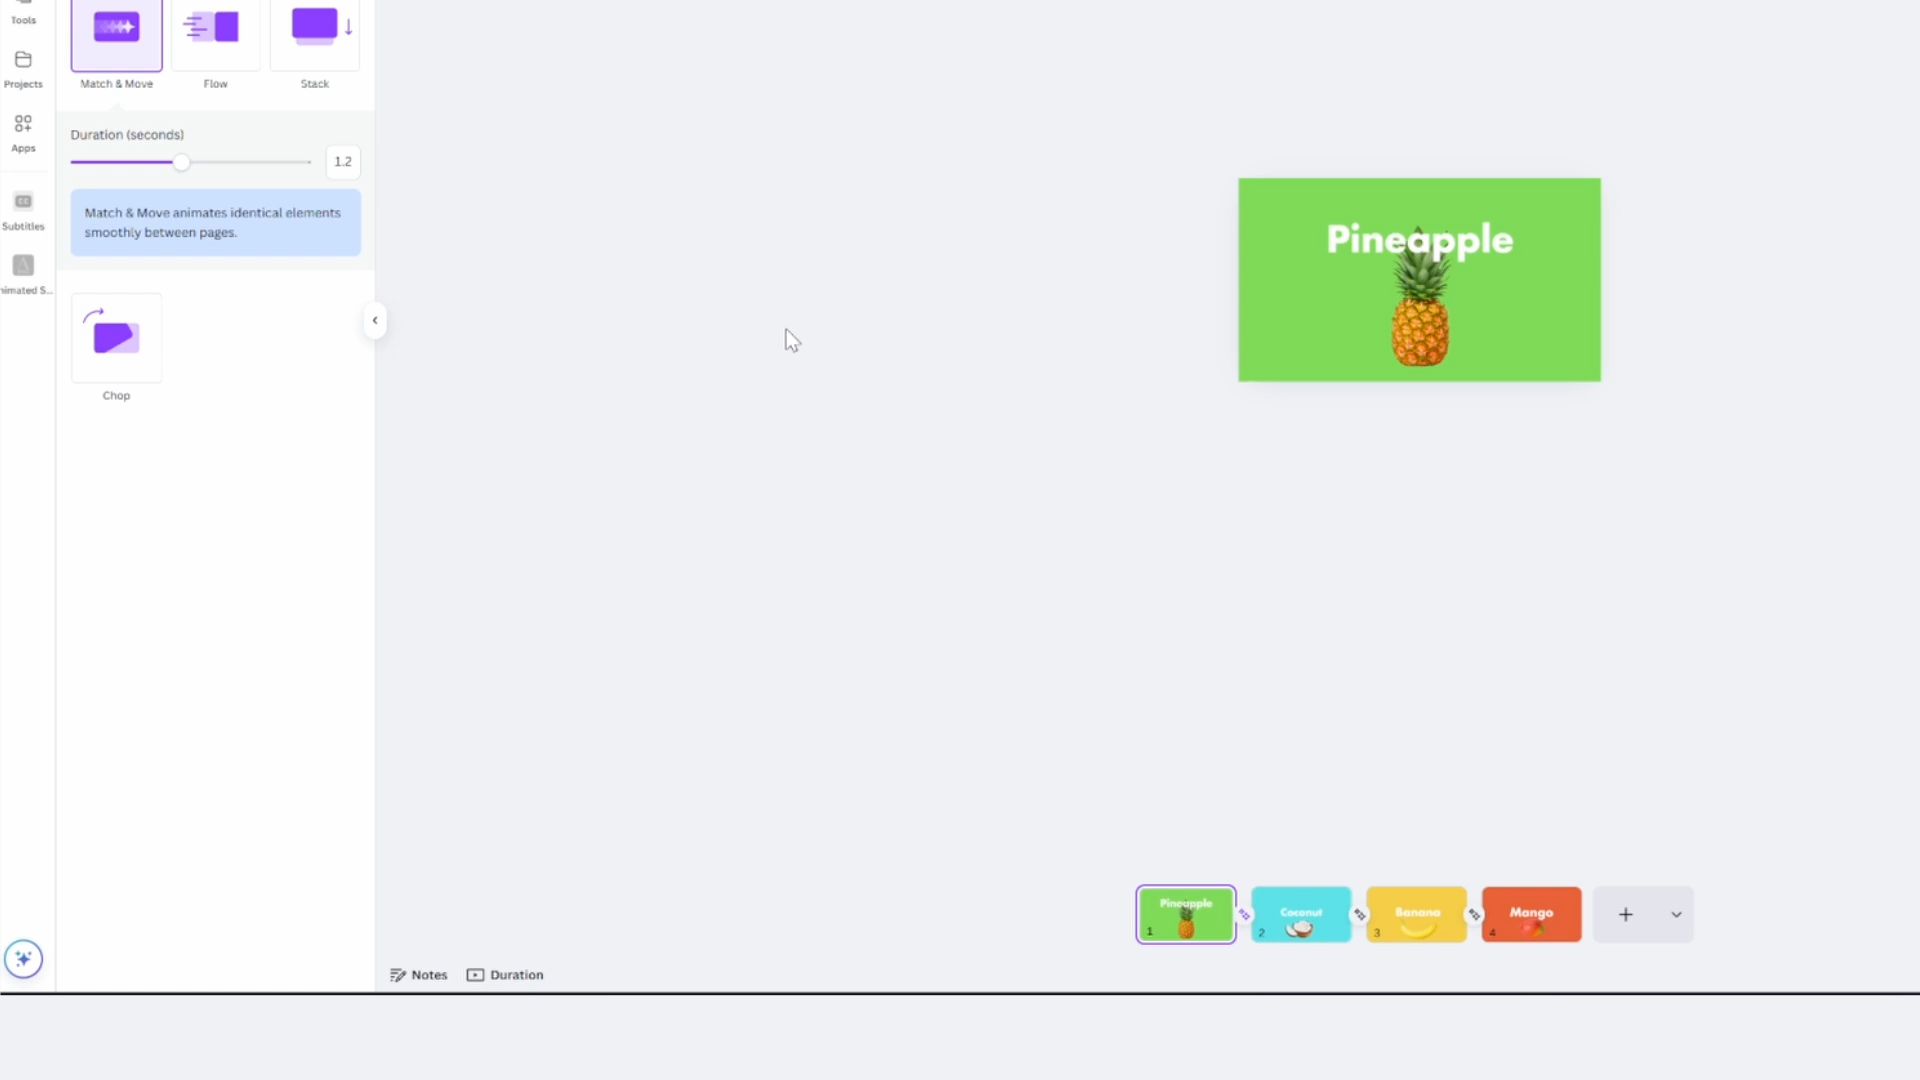 Tools
Projects
Apps
Subtitles
nimated S...
Match & Move
Flow
Stack
Duration (seconds)
1.2
Match & Move animates identical elements
smoothly between pages.
Chop
Pineapple
Pineapple
1
Coconut
2
Banana
3
Mango
4
Notes
Duration